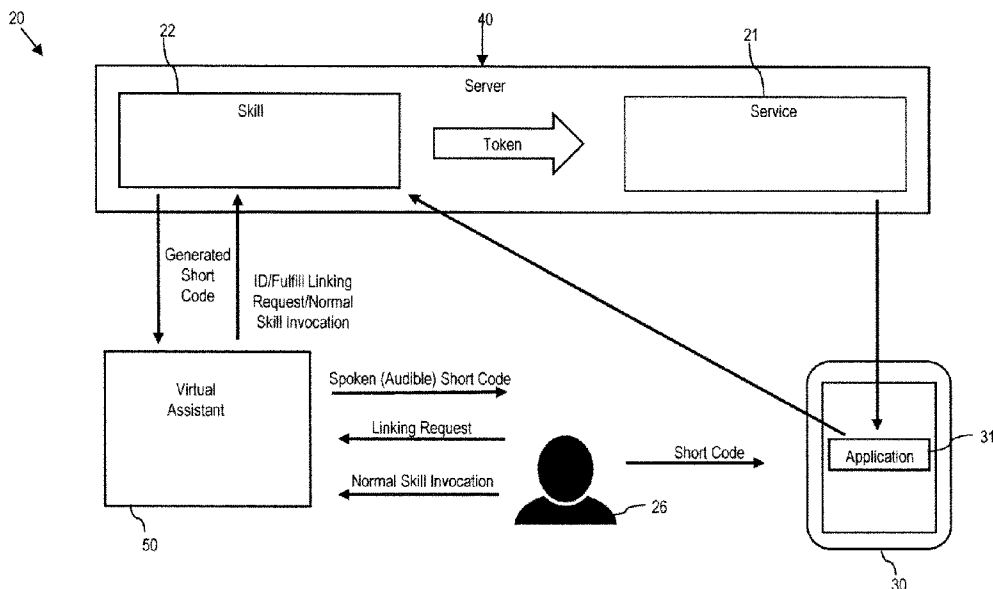 20
22
40
21
Server
Skill
Service
Token
Generated
Short
Code
ID/Fulfill Linking
Request/Normal
Skill Invocation
Virtual
Assistant
Spoken (Audible) Short Code
Linking Request
Short Code
Normal Skill Invocation
Application
31
26
50
30